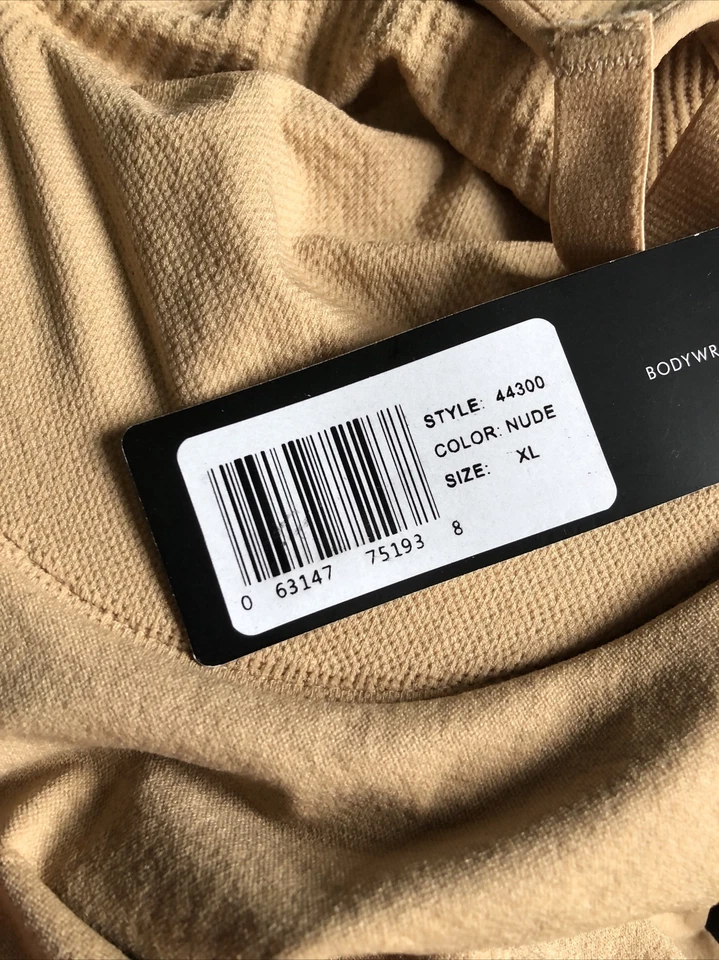 BODYWR
STYLE: 44300
COLOR: NUDE
SIZE: XL
0 63147 75193 8